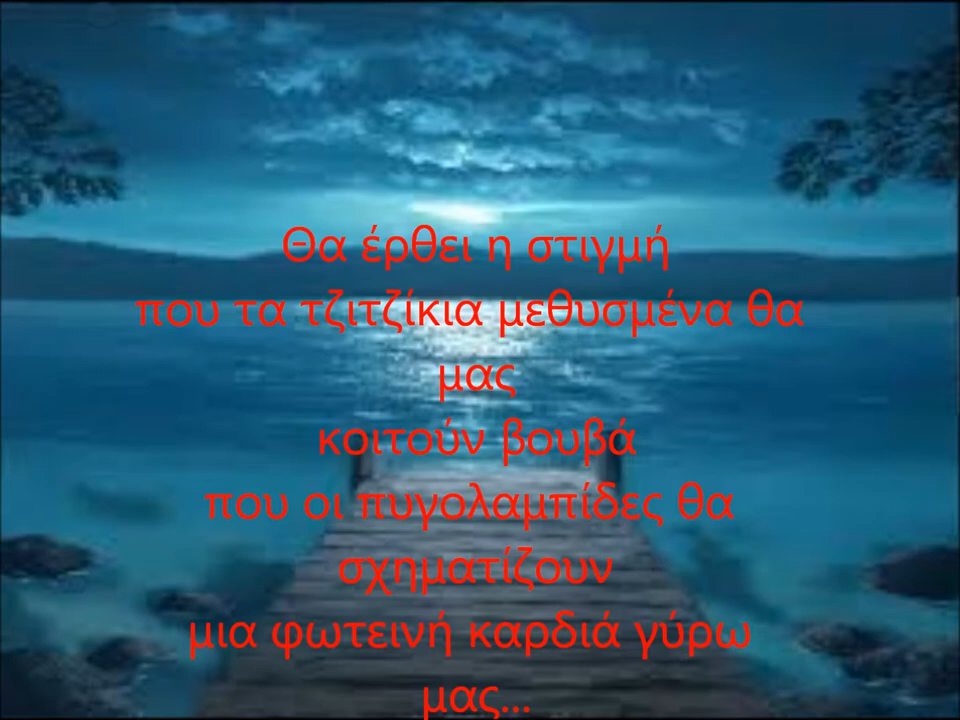 Θα έρθει η στιγμή
που τα τζιτζίκια μεθυσμένα θα
μας
κοιτούν βουβά
που οι πυγολαμπίδες θα
σχηματίζουν
μια φωτεινή καρδιά γύρω
μας...